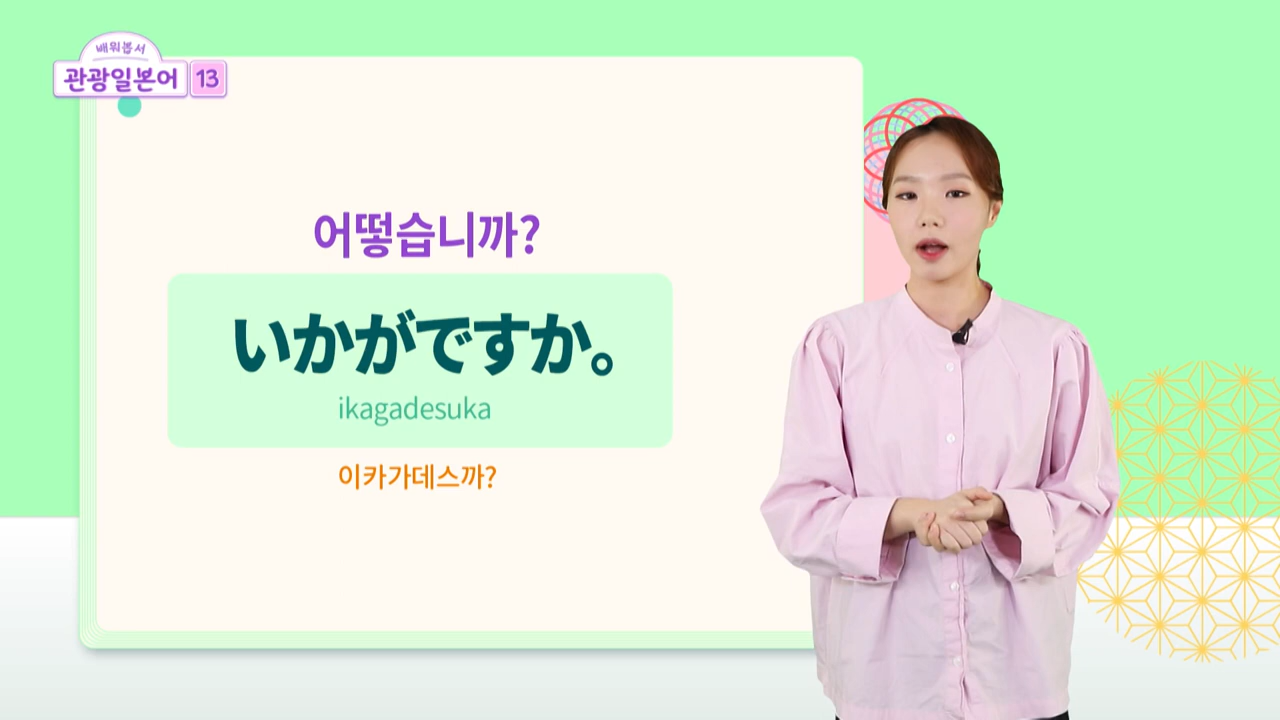 배워봅서
관광일본어 13
어떻습니까?
いかがですか。
ikagadesuka
이카가데스까?